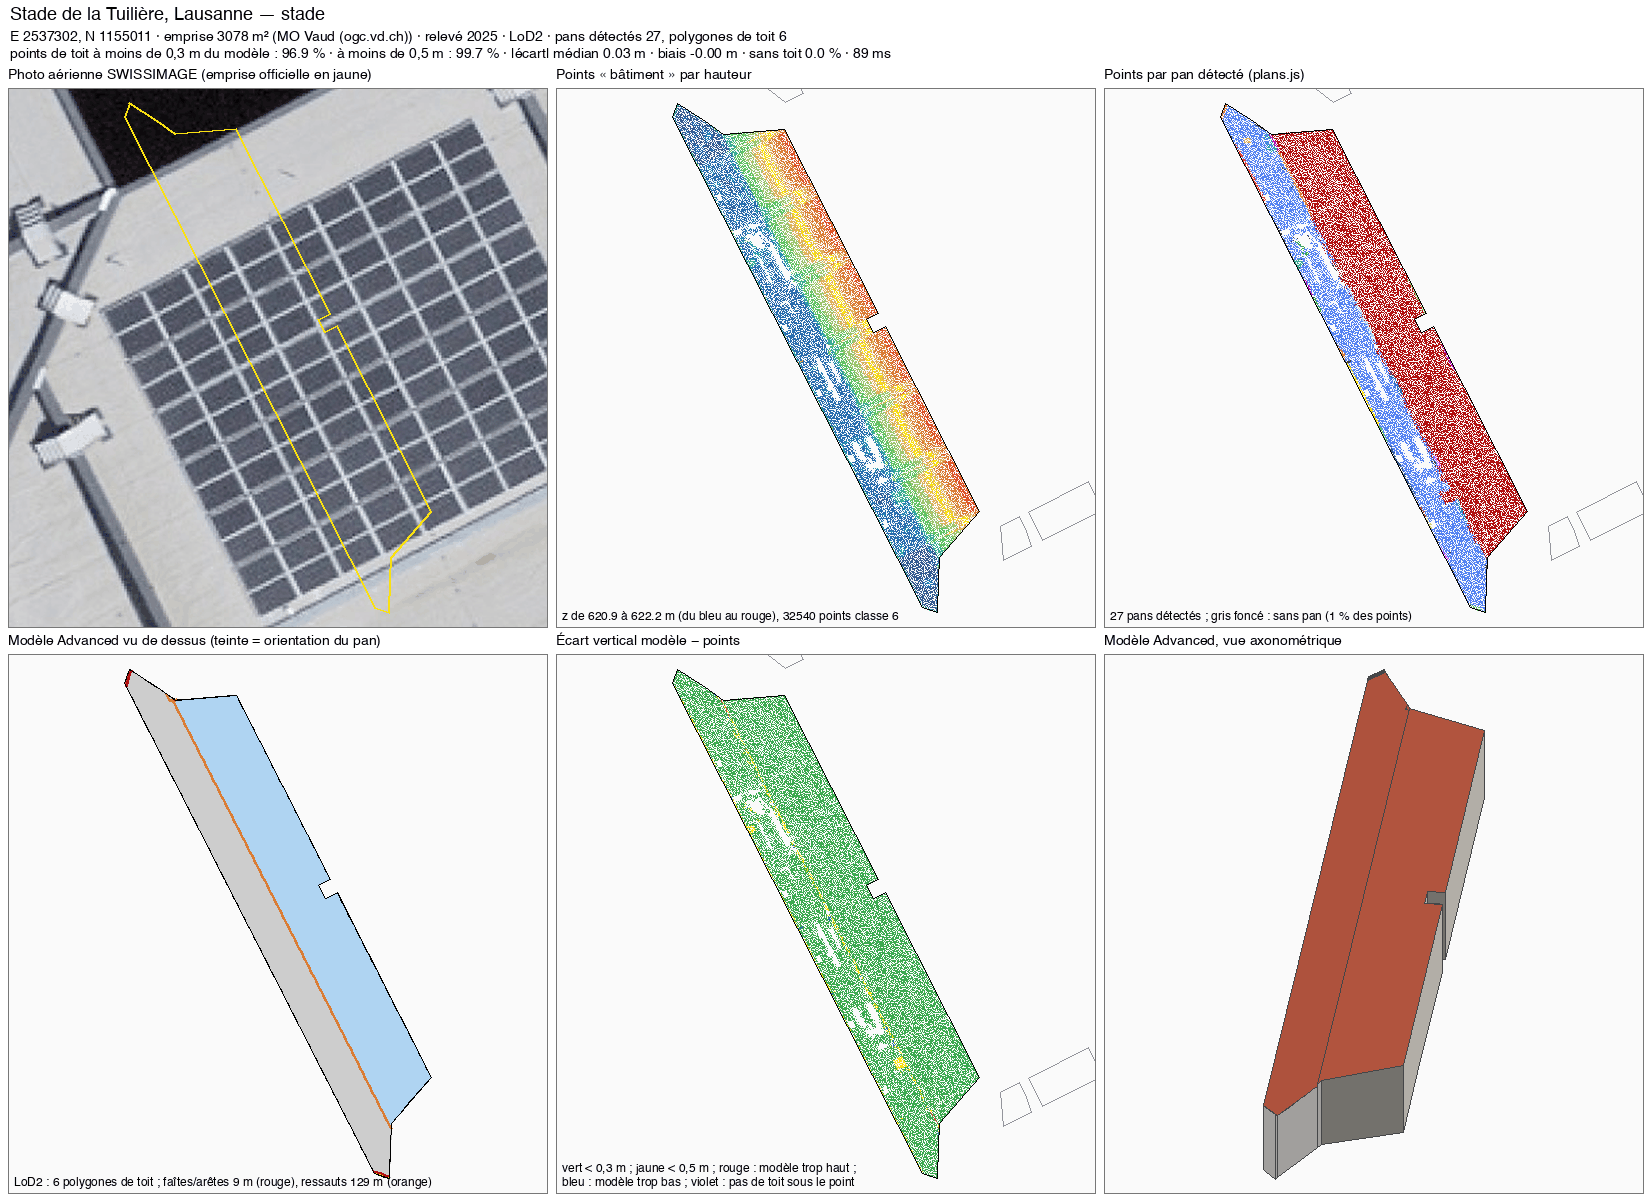 Stade de la Tuilière, Lausanne — stade
E 2537302, N 1155011 · emprise 3078 m² (MO Vaud (ogc.vd.ch)) · relevé 2025 · LoD2 · pans détectés 27, polygones de toit 6
points de toit à moins de 0,3 m du modèle : 96.9 % · à moins de 0,5 m : 99.7 % · |écart| médian 0.03 m · biais -0.00 m · sans toit 0.0 % · 89 ms
Photo aérienne SWISSIMAGE (emprise officielle en jaune)
Points « bâtiment » par hauteur
Points par pan détecté (plans.js)
z de 620.9 à 622.2 m (du bleu au rouge), 32540 points classe 6
27 pans détectés ; gris foncé : sans pan (1 % des points)
Modèle Advanced vu de dessus (teinte = orientation du pan)
Écart vertical modèle – points
Modèle Advanced, vue axonométrique
LoD2 : 6 polygones de toit ; faîtes/arêtes 9 m (rouge), ressauts 129 m (orange)
vert < 0,3 m ; jaune < 0,5 m ; rouge : modèle trop haut ;
bleu : modèle trop bas ; violet : pas de toit sous le point